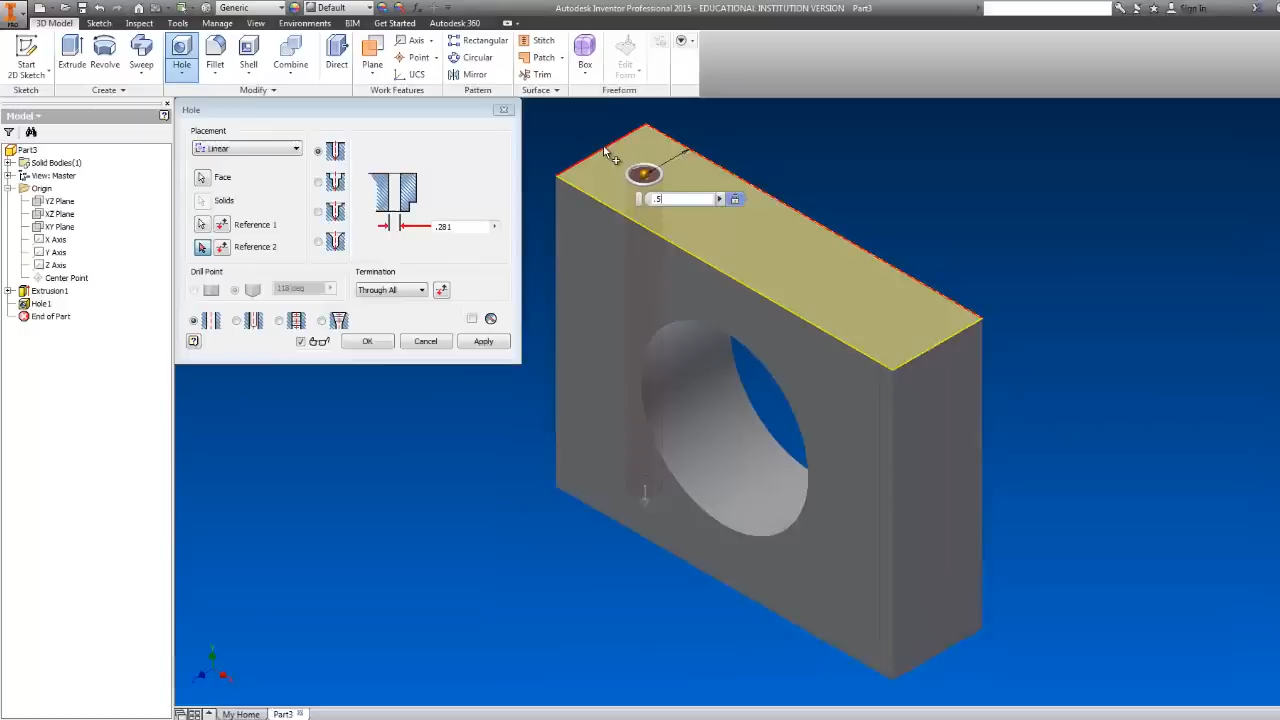 Generic
Default
Autodesk Inventor Professional 2015 - EDUCATIONAL INSTITUTION VERSION Part3
Sign In
PRO
3D Model Sketch Inspect Tools Manage View Environments BIM Get Started Autodesk 360
Start
2D Sketch
Extrude
Revolve
Sweep
Hole
Fillet
Shell
Combine
Direct
Plane
Axis
Point
UCS
Rectangular
Circular
Mirror
Stitch
Patch
Trim
Box
Edit
Form
Sketch
Create
Modify
Work Features
Pattern
Surface
Freeform
Model
Part3
Solid Bodies(1)
View: Master
Origin
YZ Plane
XZ Plane
XY Plane
X Axis
Y Axis
Z Axis
Center Point
Extrusion1
Hole1
End of Part
Hole
Placement
Linear
Face
Solids
Reference 1
Reference 2
.281
Drill Point
118 deg
Termination
Through All
OK
Cancel
Apply
.5
My Home
Part3